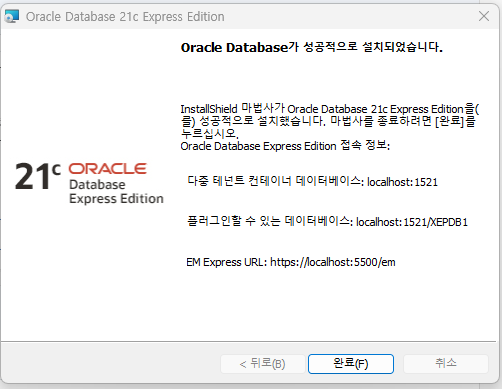 Oracle Database 21c Express Edition
Oracle Database가 성공적으로 설치되었습니다.
InstallShield 마법사가 Oracle Database 21c Express Edition을(
를) 성공적으로 설치했습니다. 마법사를 종료하려면 [완료]를
누르십시오.
Oracle Database Express Edition 접속 정보:
21c ORACLE
Database
Express Edition
다중 테넌트 컨테이너 데이터베이스: localhost:1521
플러그인할 수 있는 데이터베이스: localhost:1521/XEPDB1
EM Express URL: https://localhost:5500/em
< 뒤로(B)
완료(F)
취소